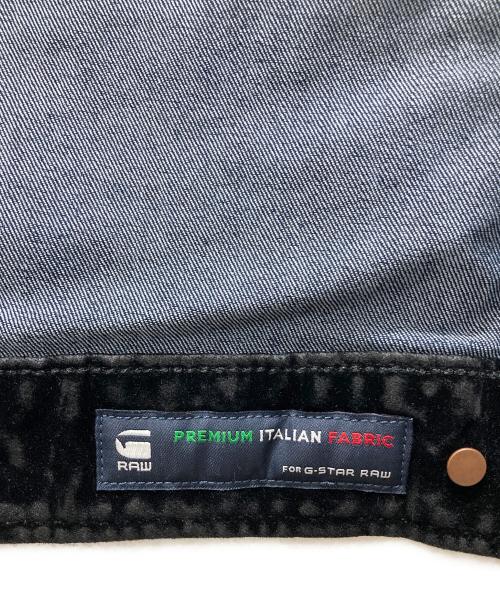 PREMIUM ITALIAN FABRIC
RAW
FOR G-STAR RAW